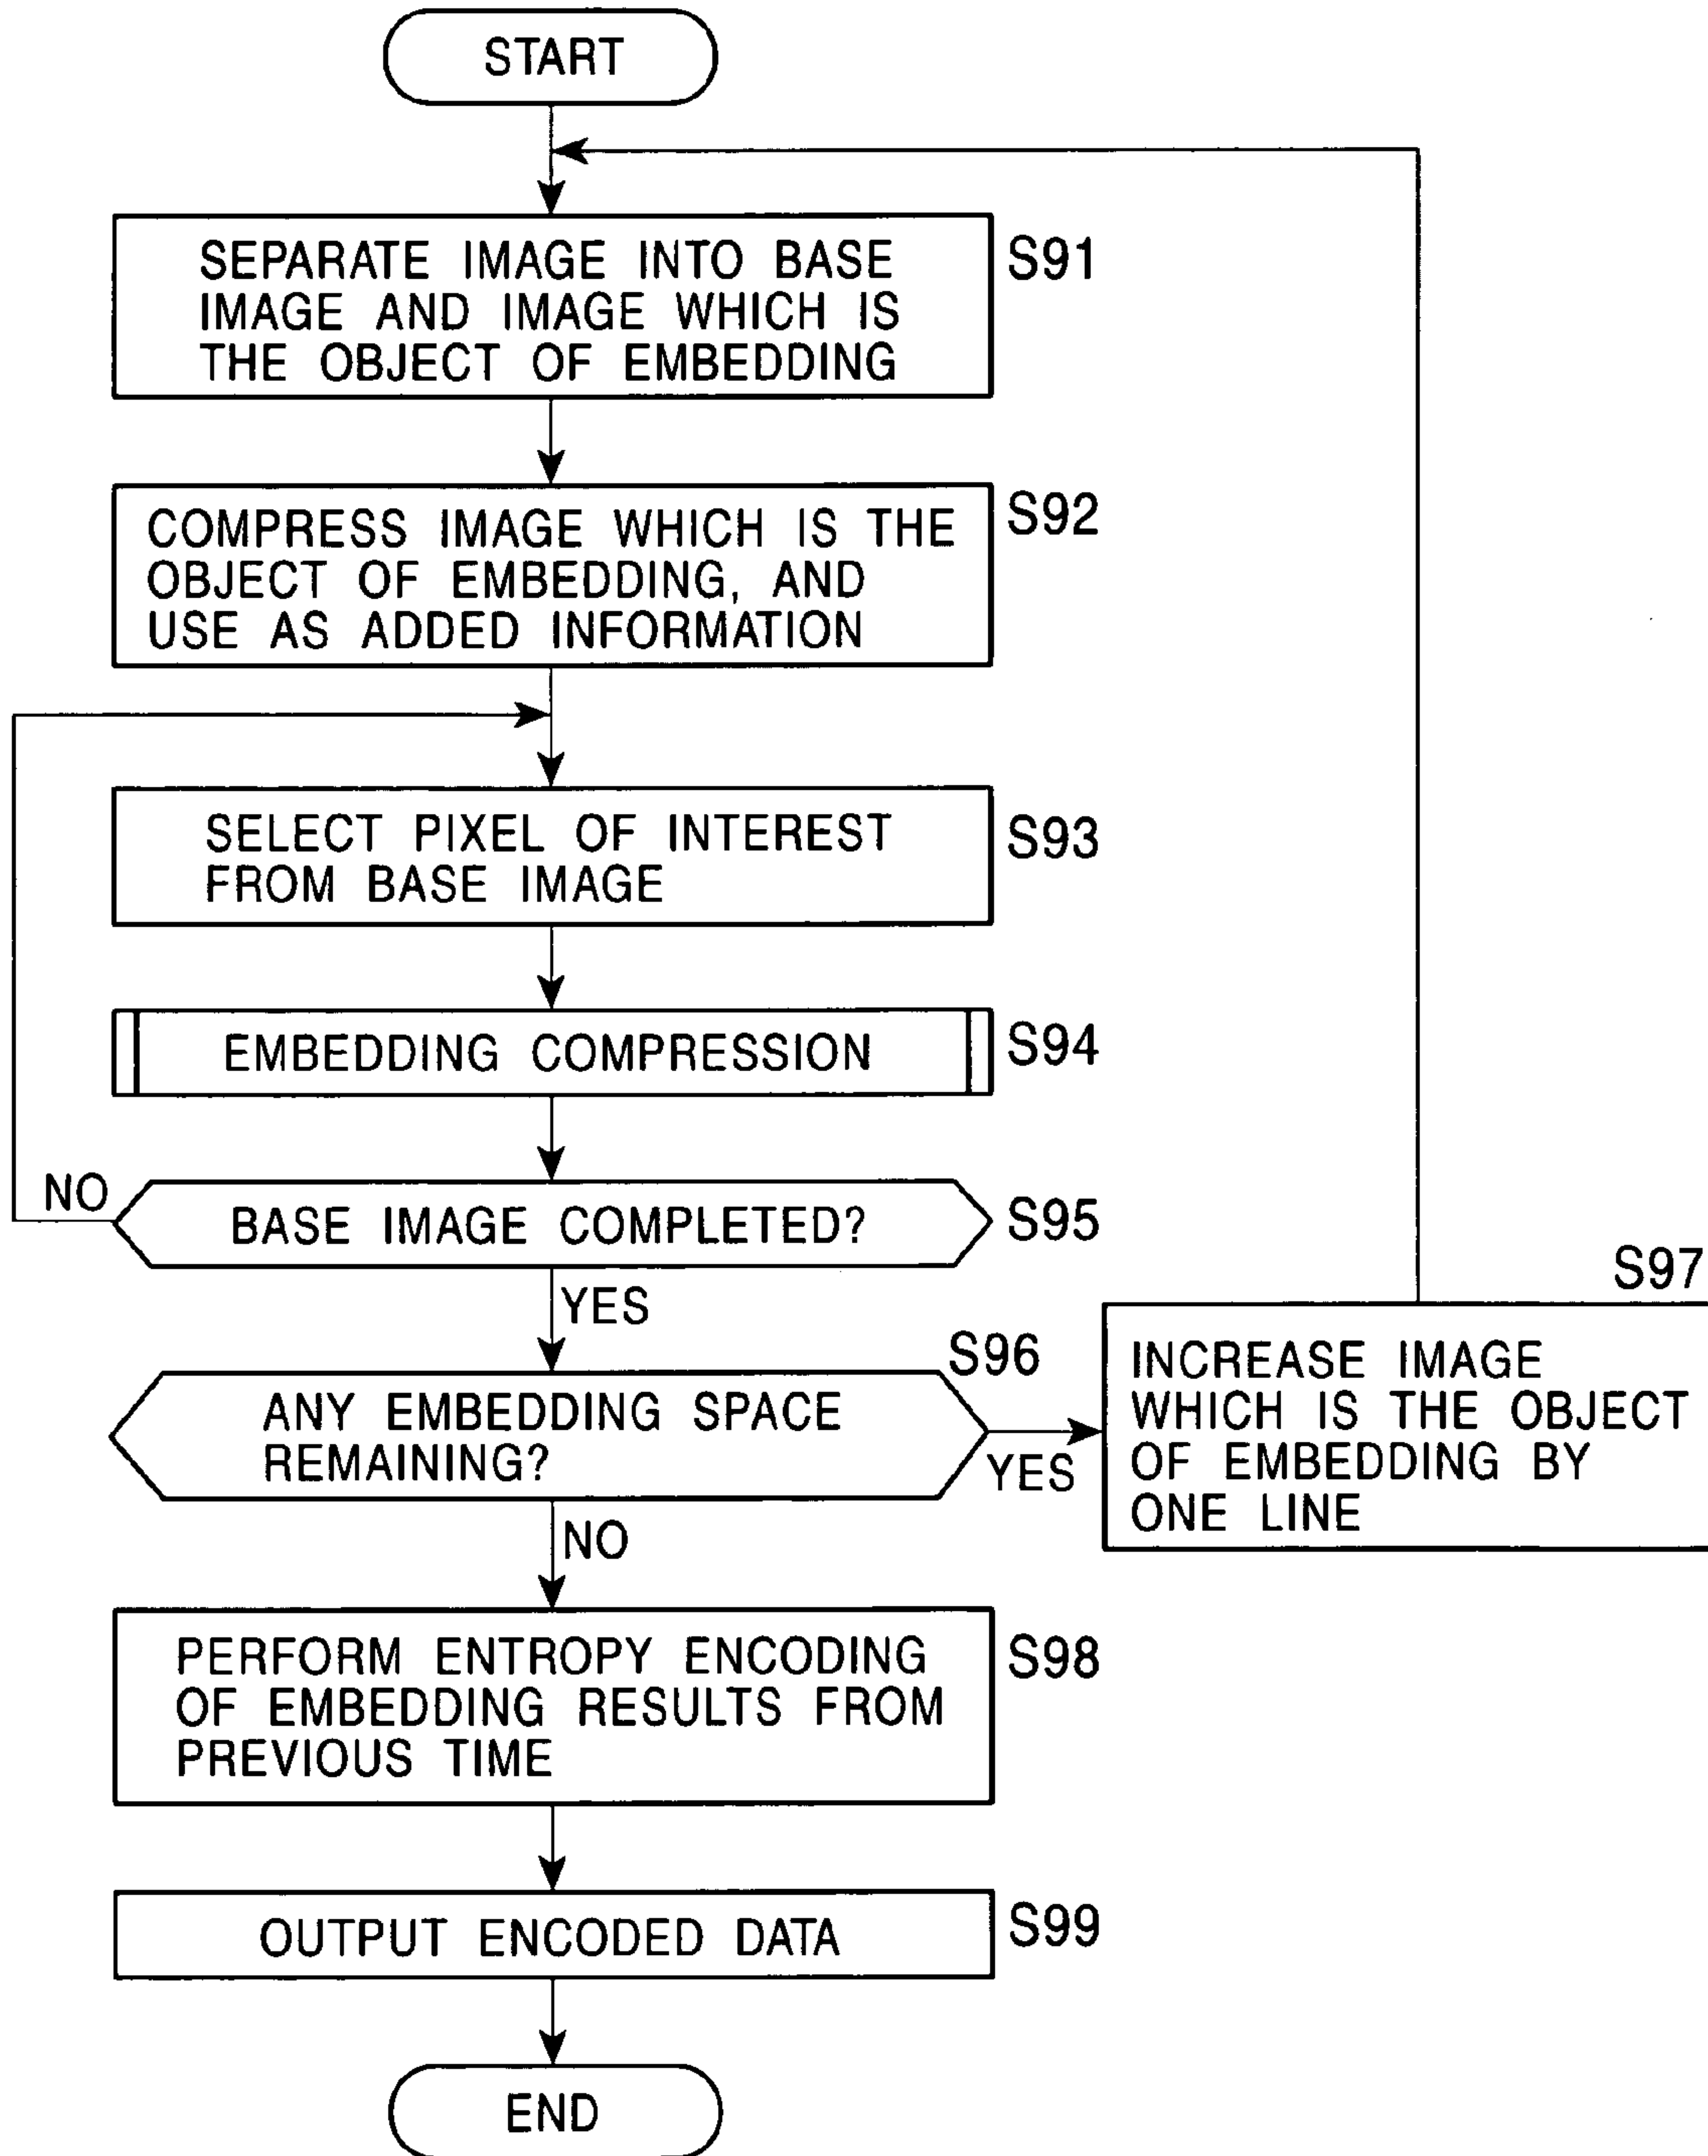 START
SEPARATE IMAGE INTO BASE
IMAGE AND IMAGE WHICH IS
THE OBJECT OF EMBEDDING
S91
COMPRESS IMAGE WHICH IS THE
OBJECT OF EMBEDDING, AND
USE AS ADDED INFORMATION
S92
SELECT PIXEL OF INTEREST
FROM BASE IMAGE
S93
EMBEDDING COMPRESSION
S94
NO
BASE IMAGE COMPLETED?
S95
YES
S96
ANY EMBEDDING SPACE
REMAINING?
YES
S97
INCREASE IMAGE
WHICH IS THE OBJECT
OF EMBEDDING BY
ONE LINE
NO
PERFORM ENTROPY ENCODING
OF EMBEDDING RESULTS FROM
PREVIOUS TIME
S98
OUTPUT ENCODED DATA
S99
END